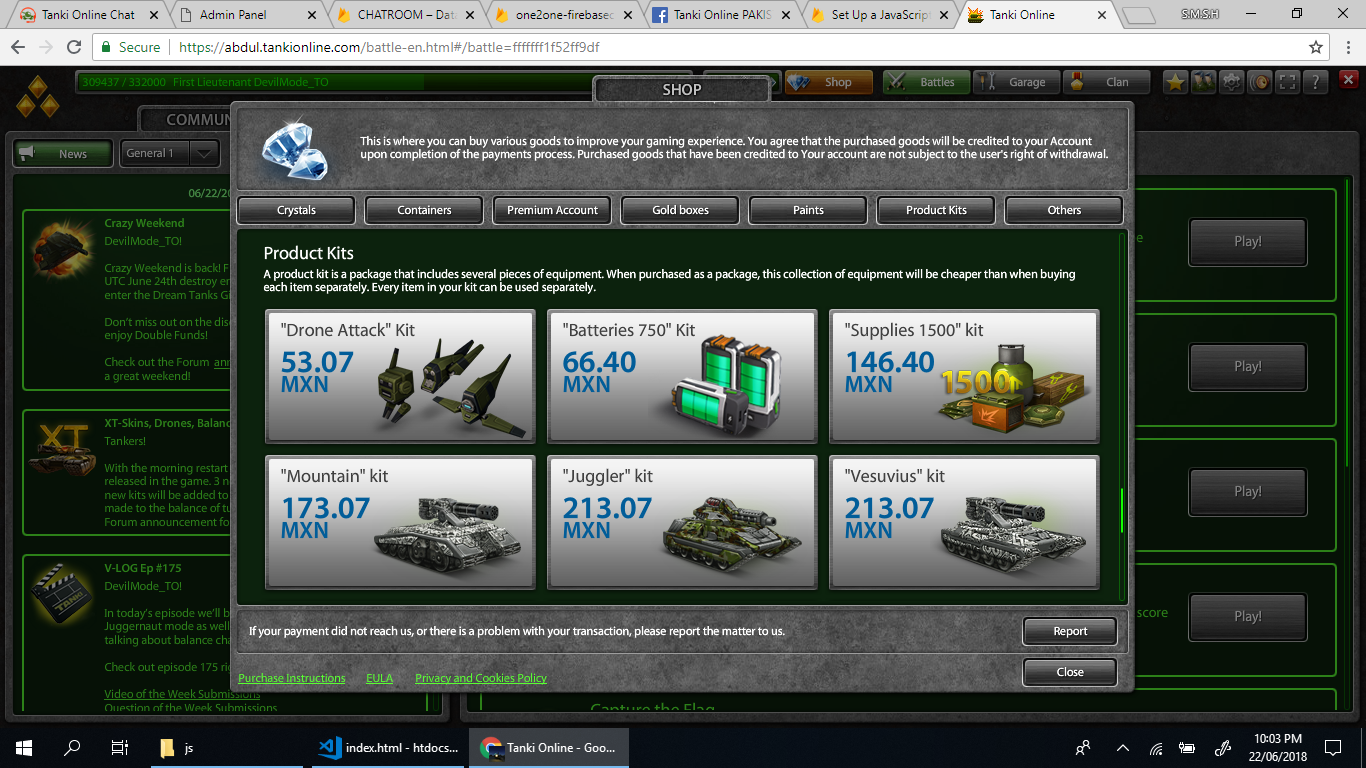 Tanki Online Chat
Admin Panel
CHATROOM – Data
one2one-firebasec
Tanki Online PAKIS
Set Up a JavaScript
Tanki Online
S.M.S.H
Secure
https://abdul.tankionline.com/battle-en.html#/battle=fffffff1f52ff9df
309437 / 332000 First Lieutenant DevilMode_TO
Shop
Battles
Garage
Clan
?
SHOP
COMMUN
This is where you can buy various goods to improve your gaming experience. You agree that the purchased goods will be credited to your Account
upon completion of the payments process. Purchased goods that have been credited to Your account are not subject to the user's right of withdrawal.
News
General 1
Crystals
Containers
Premium Account
Gold boxes
Paints
Product Kits
Others
06/22/20
Crazy Weekend
DevilMode_TO!
Crazy Weekend is back! F
UTC June 24th destroy en
enter the Dream Tanks Gi
Don't miss out on the dis
enjoy Double Funds!
Check out the Forum ann
a great weekend!
XT-Skins, Drones, Balanc
Tankers!
With the morning restart
released in the game. 3 n
new kits will be added to
made to the balance of tu
Forum announcement fo
V-LOG Ep #175
DevilMode_TO!
In today's episode we'll b
Juggernaut mode as well
talking about balance cha
Check out episode 175 ri
Video of the Week Submissions
Question of the Week Submissions
Product Kits
A product kit is a package that includes several pieces of equipment. When purchased as a package, this collection of equipment will be cheaper than when buying
each item separately. Every item in your kit can be used separately.
"Drone Attack" Kit
53.07
MXN
"Batteries 750" Kit
66.40
MXN
"Supplies 1500" kit
146.40
MXN
1500
"Mountain" kit
173.07
MXN
"Juggler" kit
213.07
MXN
"Vesuvius" kit
213.07
MXN
Play!
Play!
Play!
score
Play!
Capture the Flag
If your payment did not reach us, or there is a problem with your transaction, please report the matter to us.
Report
Purchase Instructions
EULA
Privacy and Cookies Policy
Close
js
index.html - htdocs...
Tanki Online - Goo...
10:03 PM
22/06/2018